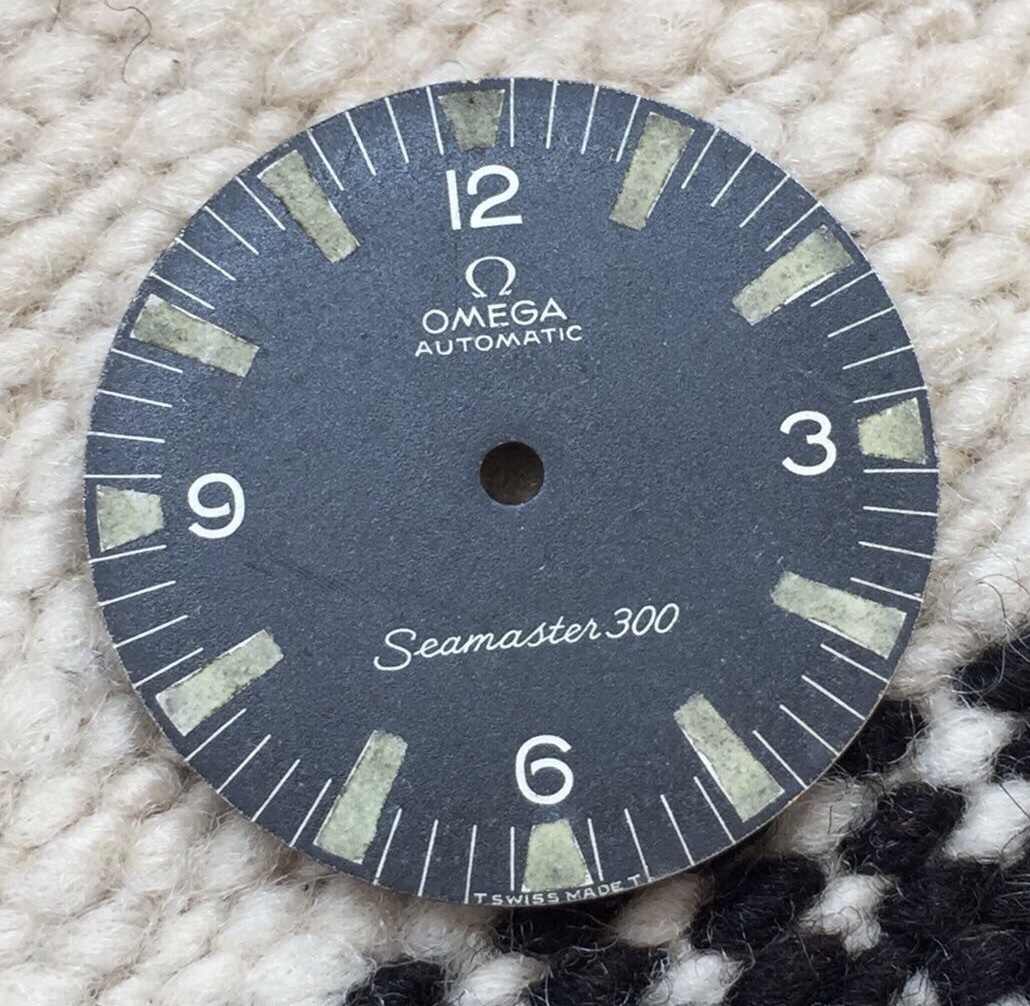 12
Ω
OMEGA
AUTOMATIC
3
9
Seamaster 300
6
T SWISS MADE T